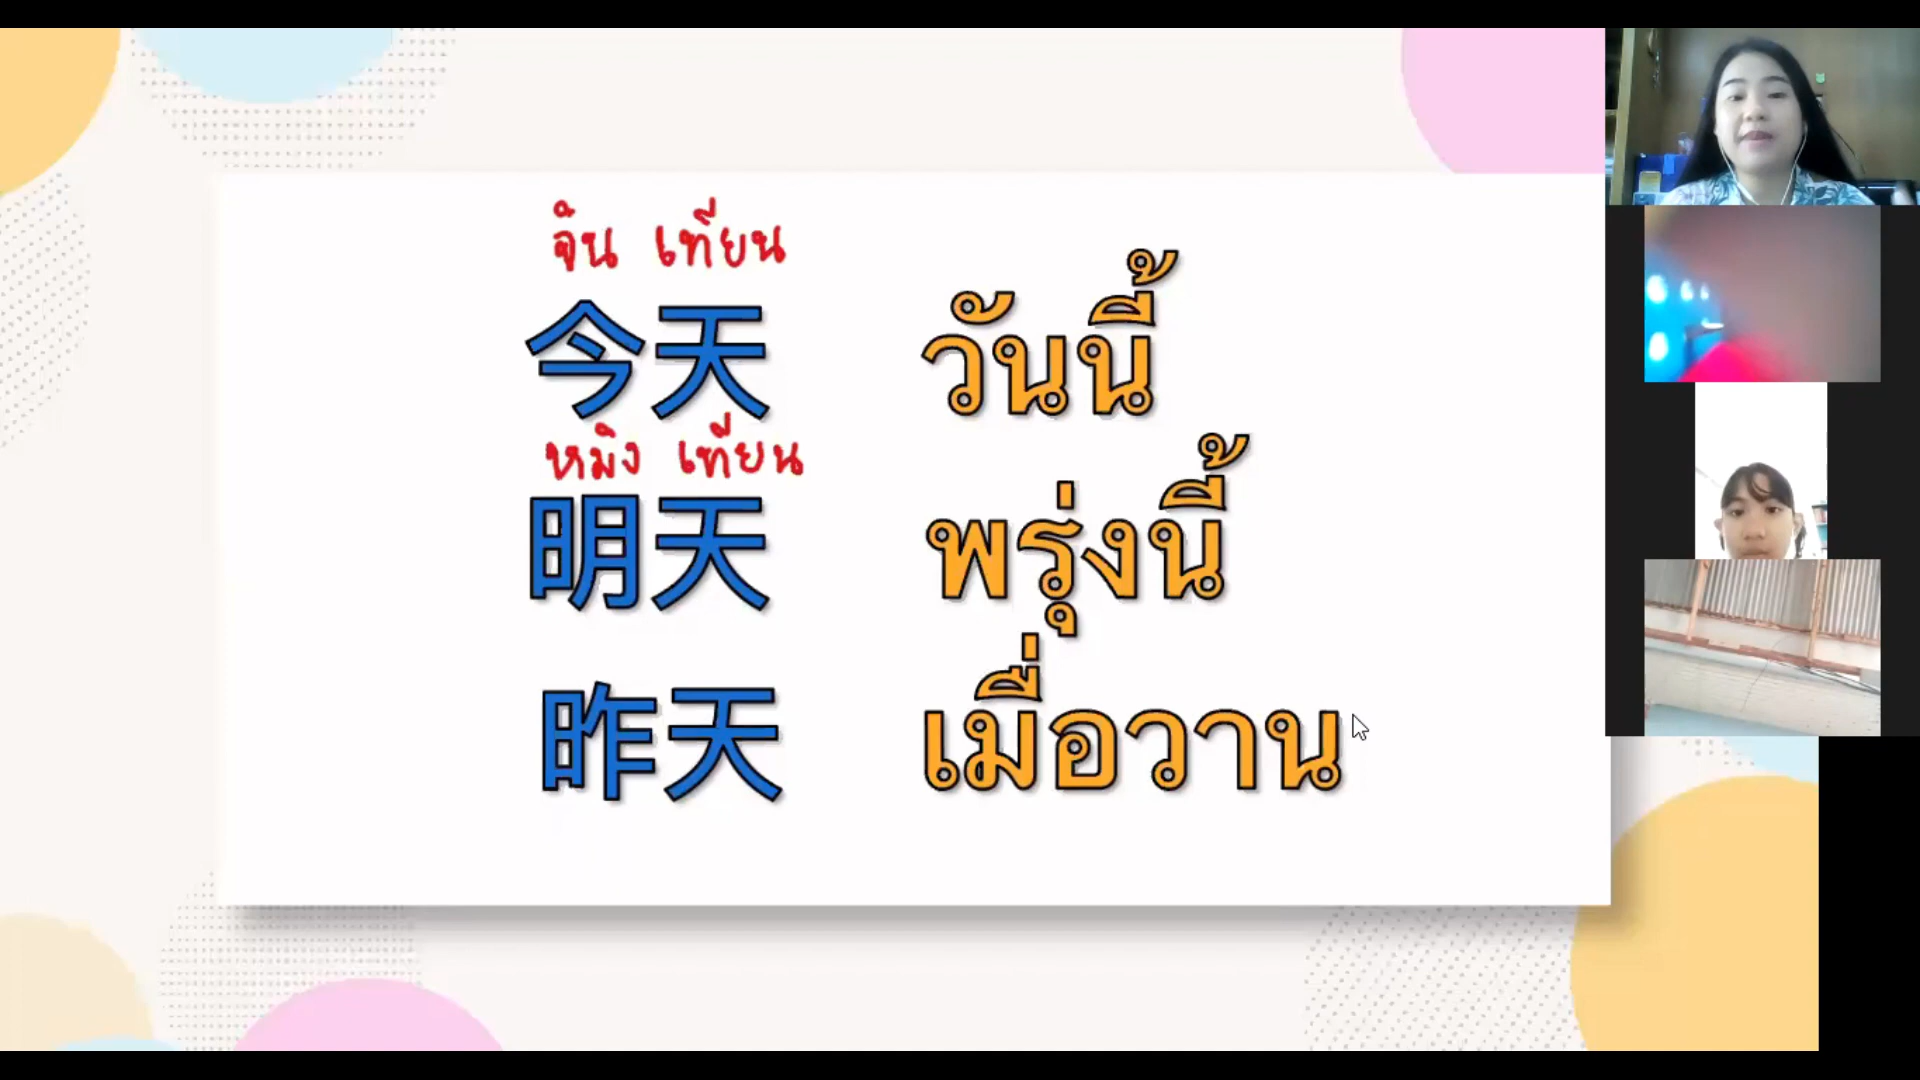 จิน เทียน
今天 วันนี้
หมิง เทียน
明天 พรุ่งนี้
昨天 เมื่อวาน